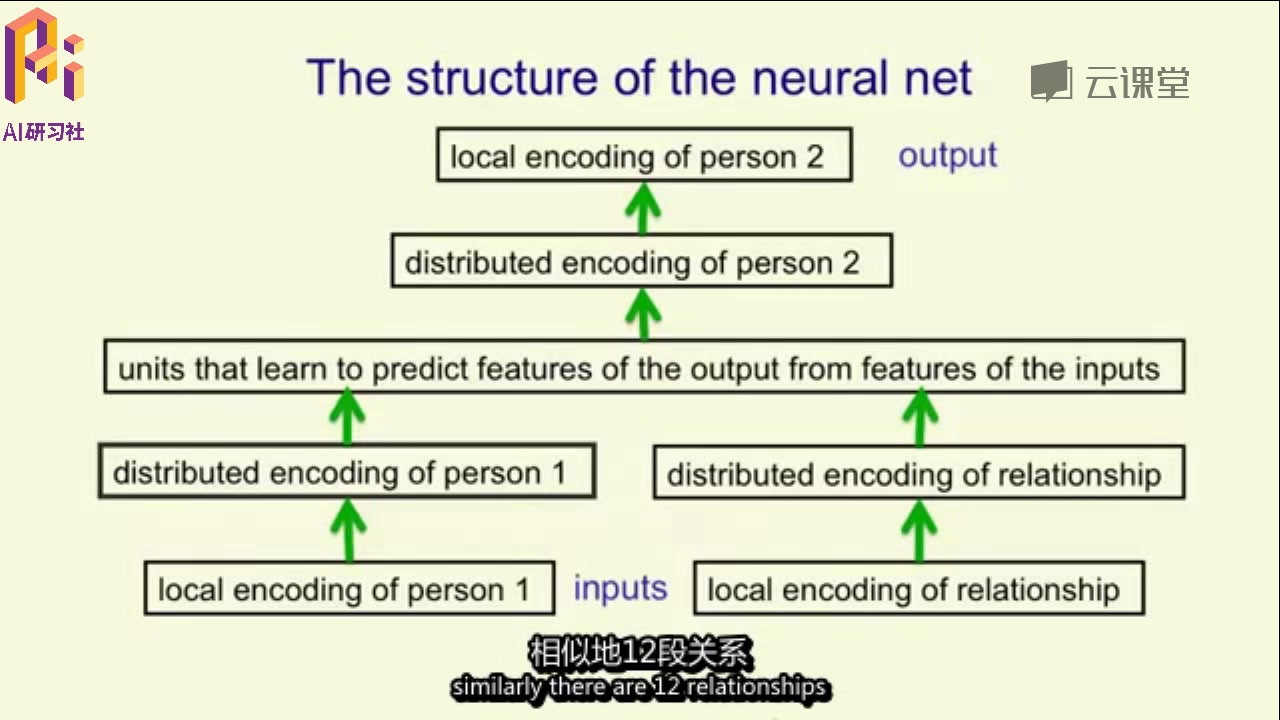 AI研习社
The structure of the neural net
云课堂
local encoding of person 2
output
distributed encoding of person 2
units that learn to predict features of the output from features of the inputs
distributed encoding of person 1
distributed encoding of relationship
local encoding of person 1
inputs
local encoding of relationship
相似地12段关系
similarly there are 12 relationships